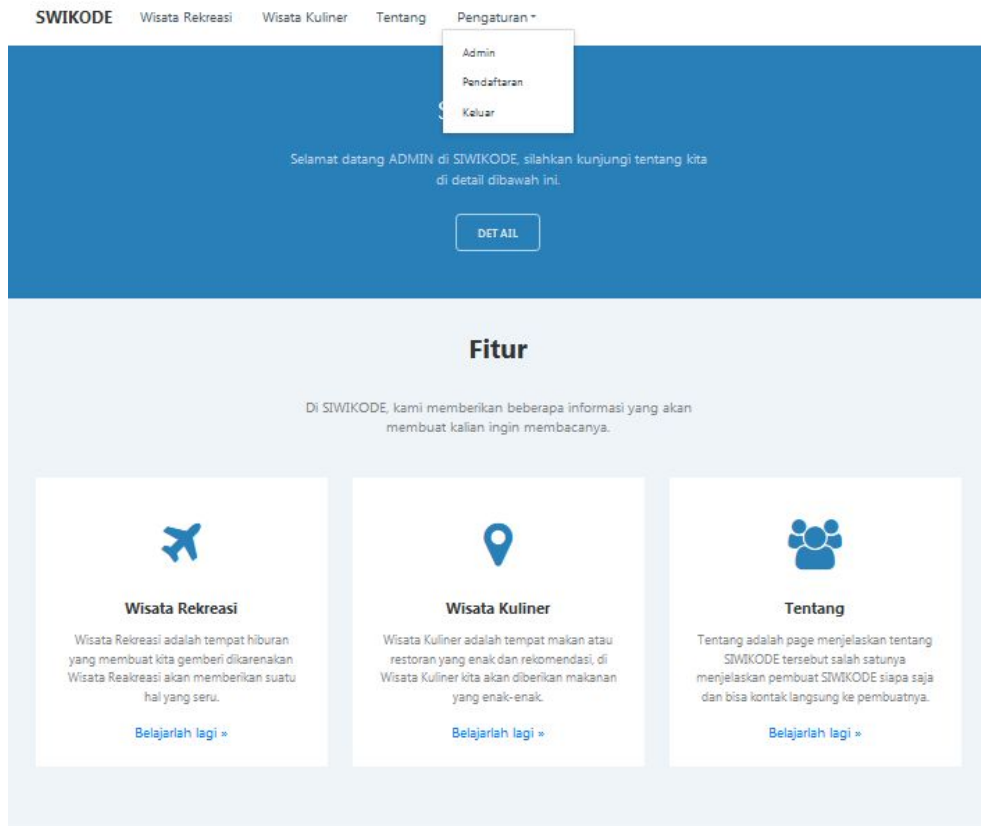 SWIKODE Wisata Rekreasi Wisata Kuliner Tentang Pengaturan
Admin
Pendaftaran
Keluar
Selamat datang ADMIN di SIWIKODE, silahkan kunjungi tentang kita
di detail dibawah ini.
DETAIL
Fitur
Di SIWIKODE, kami memberikan beberapa informasi yang akan
membuat kalian ingin membacanya.
Wisata Rekreasi
Wisata Rekreasi adalah tempat hiburan
yang membuat kita gemberi dikarenakan
Wisata Reakreasi akan memberikan suatu
hal yang seru.
Belajarlah lagi »
Wisata Kuliner
Wisata Kuliner adalah tempat makan atau
restoran yang enak dan rekomendasi, di
Wisata Kuliner kita akan diberikan makanan
yang enak-enak.
Belajarlah lagi »
Tentang
Tentang adalah page menjelaskan tentang
SIWIKODE tersebut salah satunya
menjelaskan pembuat SIWIKODE siapa saja
dan bisa kontak langsung ke pembuatnya.
Belajarlah lagi »